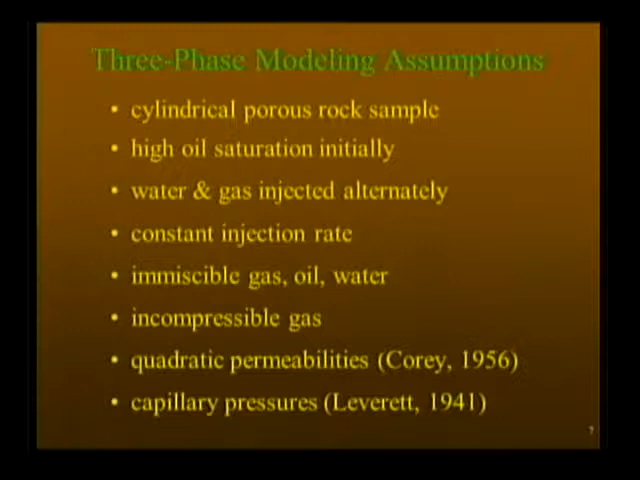 Three-Phase Modeling Assumptions
• cylindrical porous rock sample
• high oil saturation initially
• water & gas injected alternately
• constant injection rate
• immiscible gas, oil, water
• incompressible gas
• quadratic permeabilities (Corey, 1956)
• capillary pressures (Leverett, 1941)
7